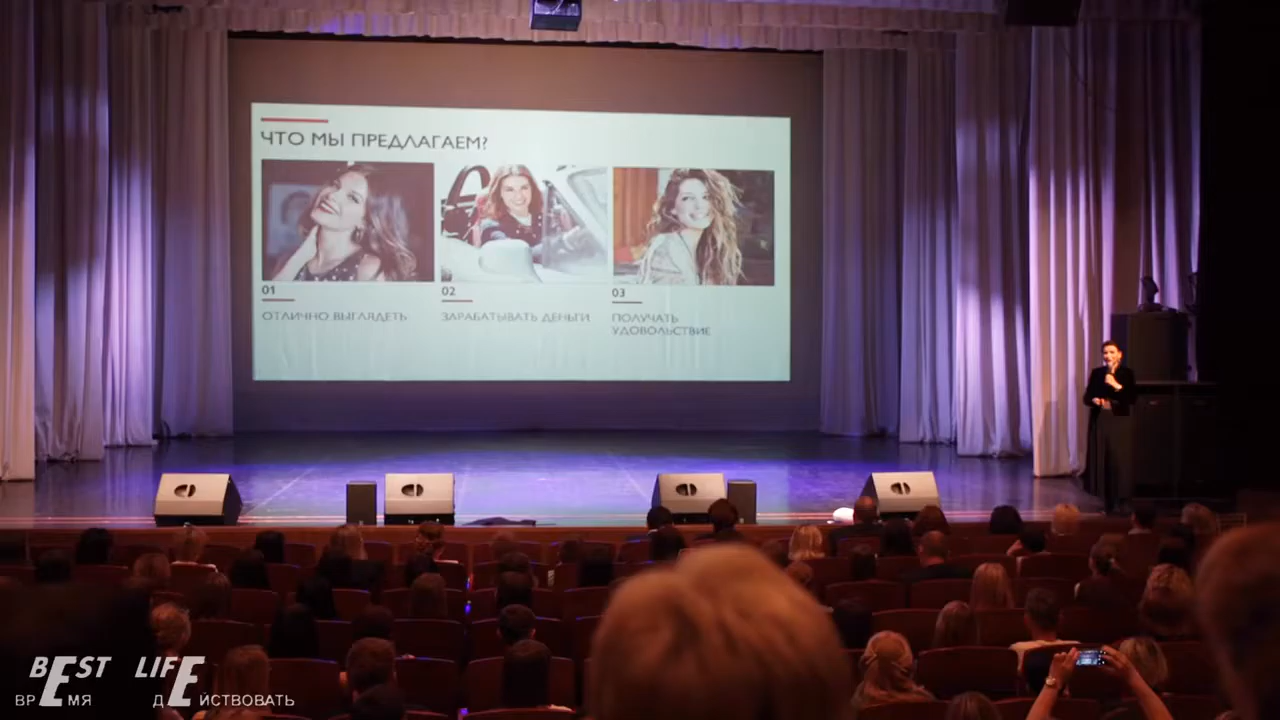 ЧТО МЫ ПРЕДЛАГАЕМ?
01
ОТЛИЧНО ВЫГЛЯДЕТЬ
02
ЗАРАБАТЫВАТЬ ДЕНЬГИ
03
ПОЛУЧАТЬ
УДОВОЛЬСТВИЕ
BEST LIFE
ВРЕМЯ ДЕЙСТВОВАТЬ